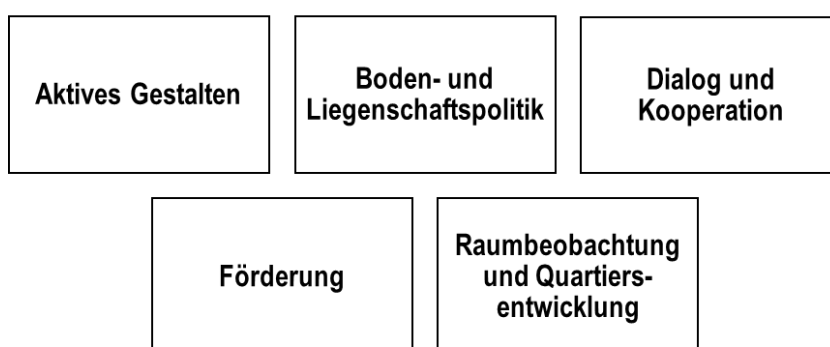 Aktives Gestalten
Boden- und
Liegenschaftspolitik
Dialog und
Kooperation
Förderung
Raumbeobachtung
und Quartiers-
entwicklung